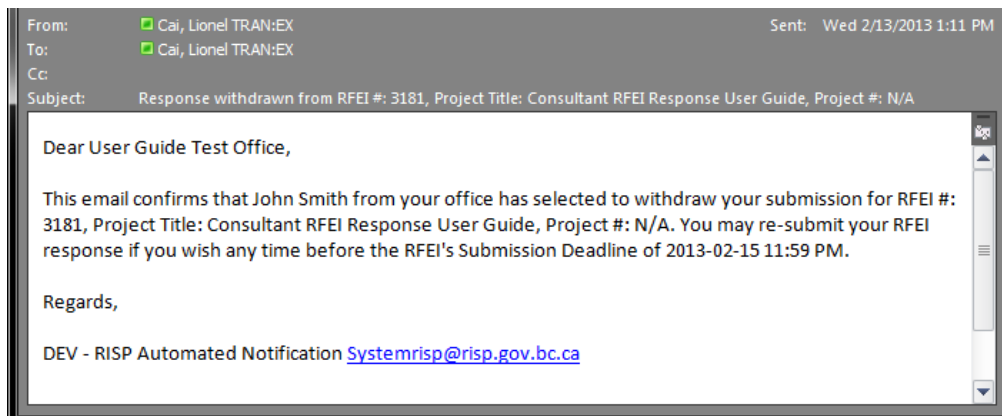 From: Cai, Lionel TRAN:EX Sent: Wed 2/13/2013 1:11 PM
To: Cai, Lionel TRAN:EX
Cc:
Subject: Response withdrawn from RFEI #: 3181, Project Title: Consultant RFEI Response User Guide, Project #: N/A
Dear User Guide Test Office,
This email confirms that John Smith from your office has selected to withdraw your submission for RFEI #:
3181, Project Title: Consultant RFEI Response User Guide, Project #: N/A. You may re-submit your RFEI
response if you wish any time before the RFEI's Submission Deadline of 2013-02-15 11:59 PM.
Regards,
DEV - RISP Automated Notification Systemrisp@risp.gov.bc.ca